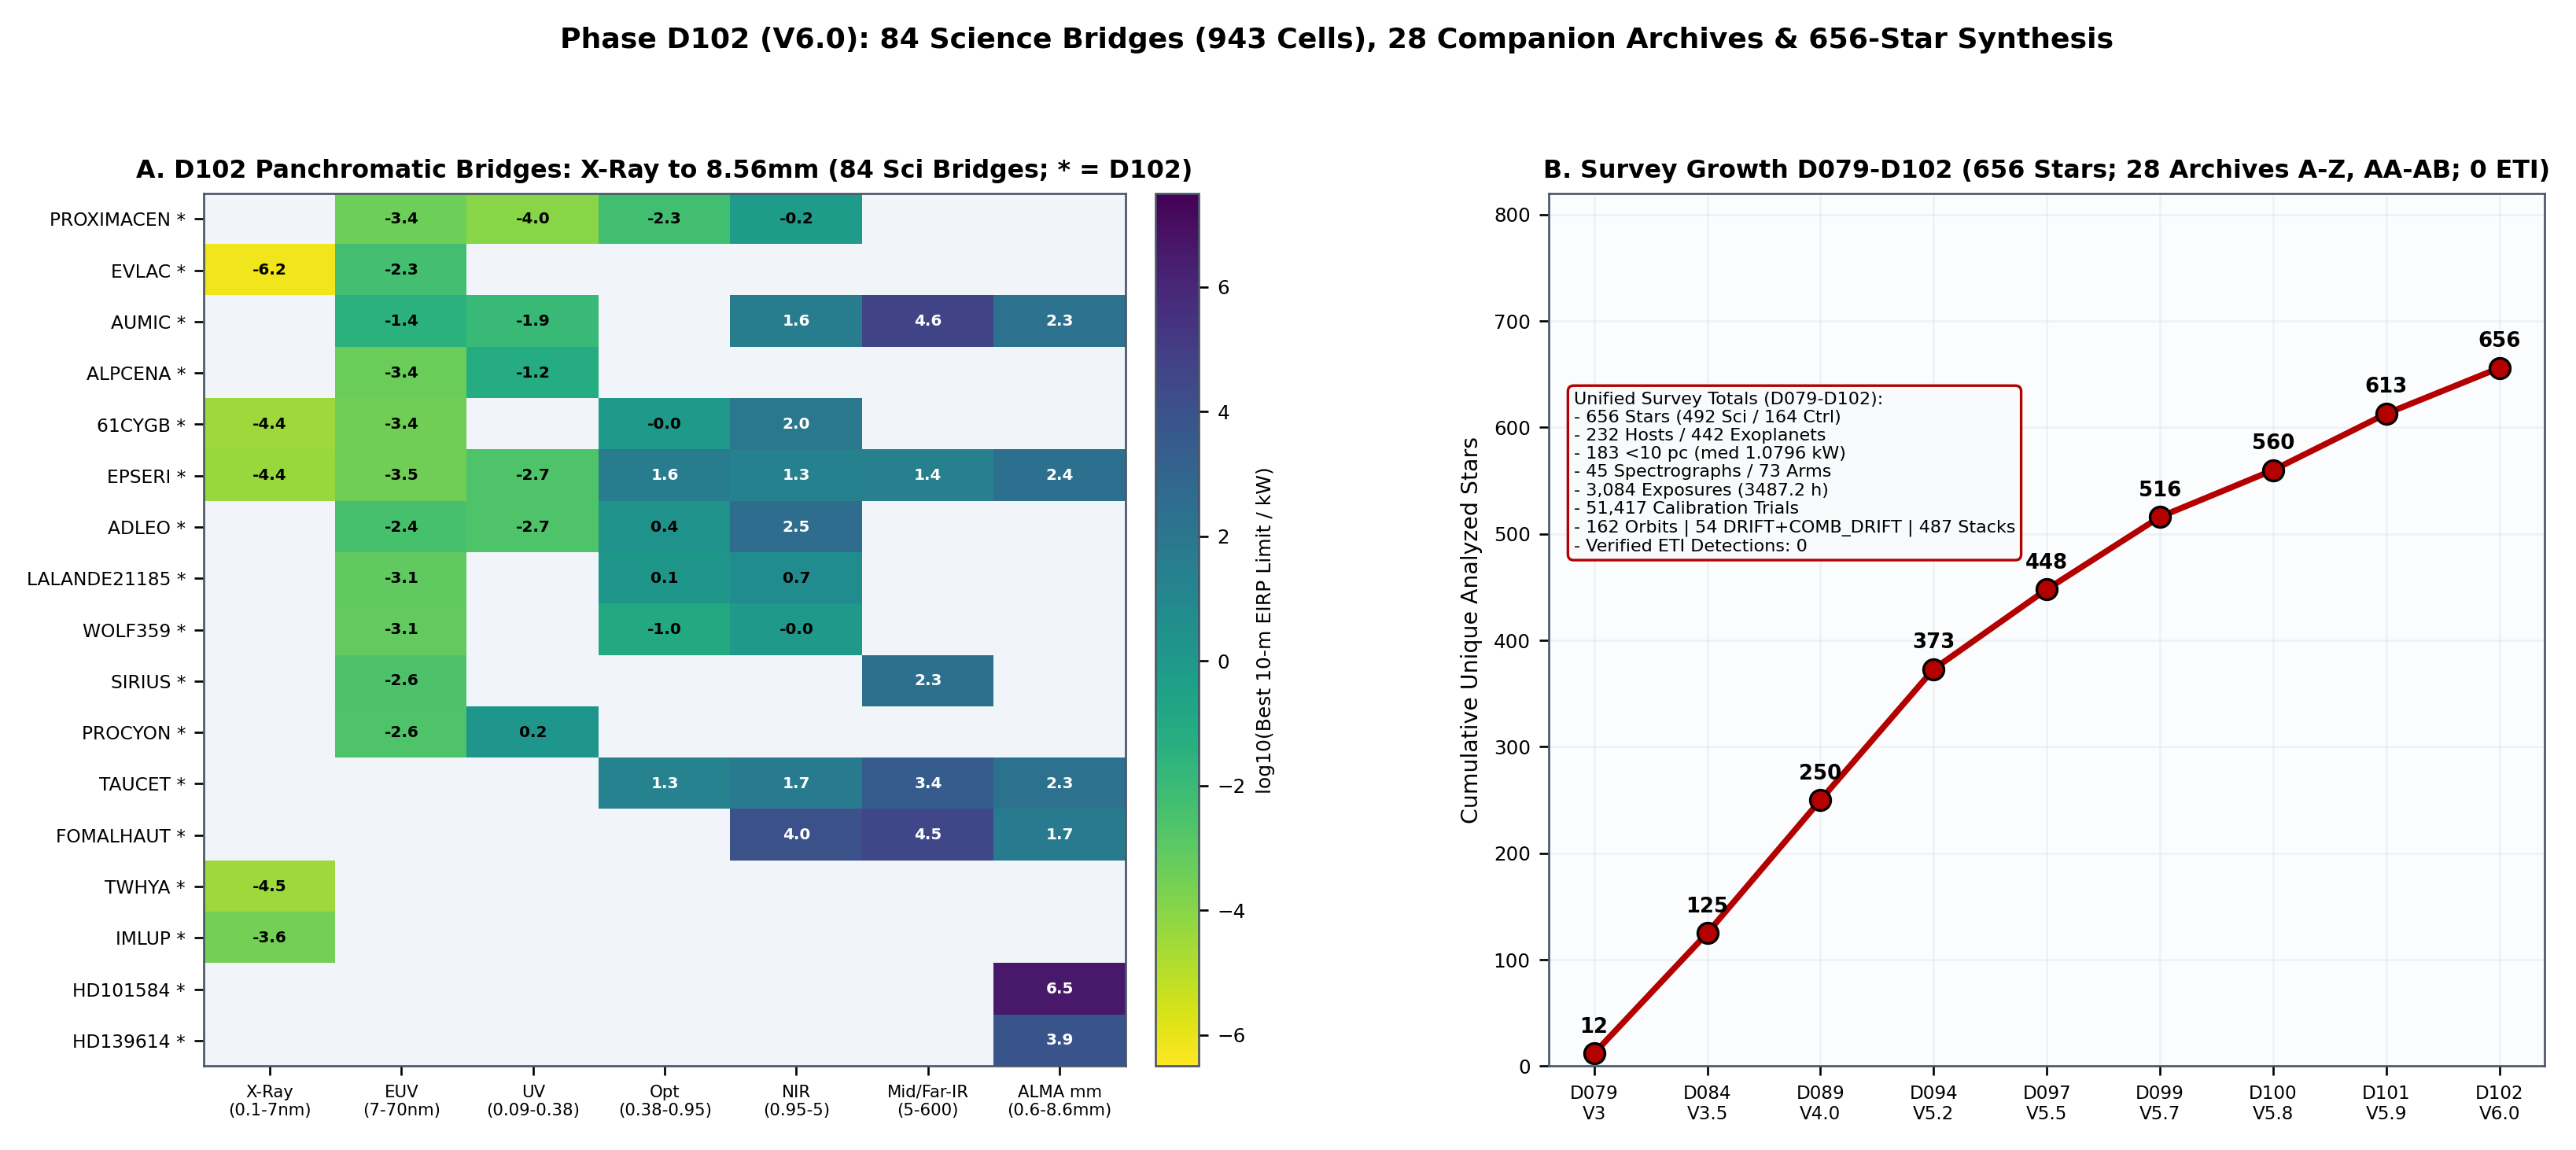 Phase D102 (V6.0): 84 Science Bridges (943 Cells), 28 Companion Archives & 656-Star Synthesis
A. D102 Panchromatic Bridges: X-Ray to 8.56mm (84 Sci Bridges; * = D102)
PROXIMACEN * -3.4 -4.0 -2.3 -0.2
EVLAC * -6.2 -2.3
AUMIC * -1.4 -1.9 1.6 4.6 2.3
ALPCENA * -3.4 -1.2
61CYGB * -4.4 -3.4 -0.0 2.0
EPSERI * -4.4 -3.5 -2.7 1.6 1.3 1.4 2.4
ADLEO * -2.4 -2.7 0.4 2.5
LALANDE21185 * -3.1 0.1 0.7
WOLF359 * -3.1 -1.0 -0.0
SIRIUS * -2.6 2.3
PROCYON * -2.6 0.2
TAUCET * 1.3 1.7 3.4 2.3
FOMALHAUT * 4.0 4.5 1.7
TWHYA * -4.5
IMLUP * -3.6
HD101584 * 6.5
HD139614 * 3.9
X-Ray EUV UV Opt NIR Mid/Far-IR ALMA mm
(0.1-7nm) (7-70nm) (0.09-0.38) (0.38-0.95) (0.95-5) (5-600) (0.6-8.6mm)
6
4
2
0
−2
−4
−6
log10(Best 10-m EIRP Limit / kW)
B. Survey Growth D079-D102 (656 Stars; 28 Archives A-Z, AA-AB; 0 ETI)
Cumulative Unique Analyzed Stars
800
700
600
500
400
300
200
100
0
Unified Survey Totals (D079-D102):
- 656 Stars (492 Sci / 164 Ctrl)
- 232 Hosts / 442 Exoplanets
- 183 <10 pc (med 1.0796 kW)
- 45 Spectrographs / 73 Arms
- 3,084 Exposures (3487.2 h)
- 51,417 Calibration Trials
- 162 Orbits | 54 DRIFT+COMB_DRIFT | 487 Stacks
- Verified ETI Detections: 0
12
125
250
373
448
516
560
613
656
D079 D084 D089 D094 D097 D099 D100 D101 D102
V3 V3.5 V4.0 V5.2 V5.5 V5.7 V5.8 V5.9 V6.0